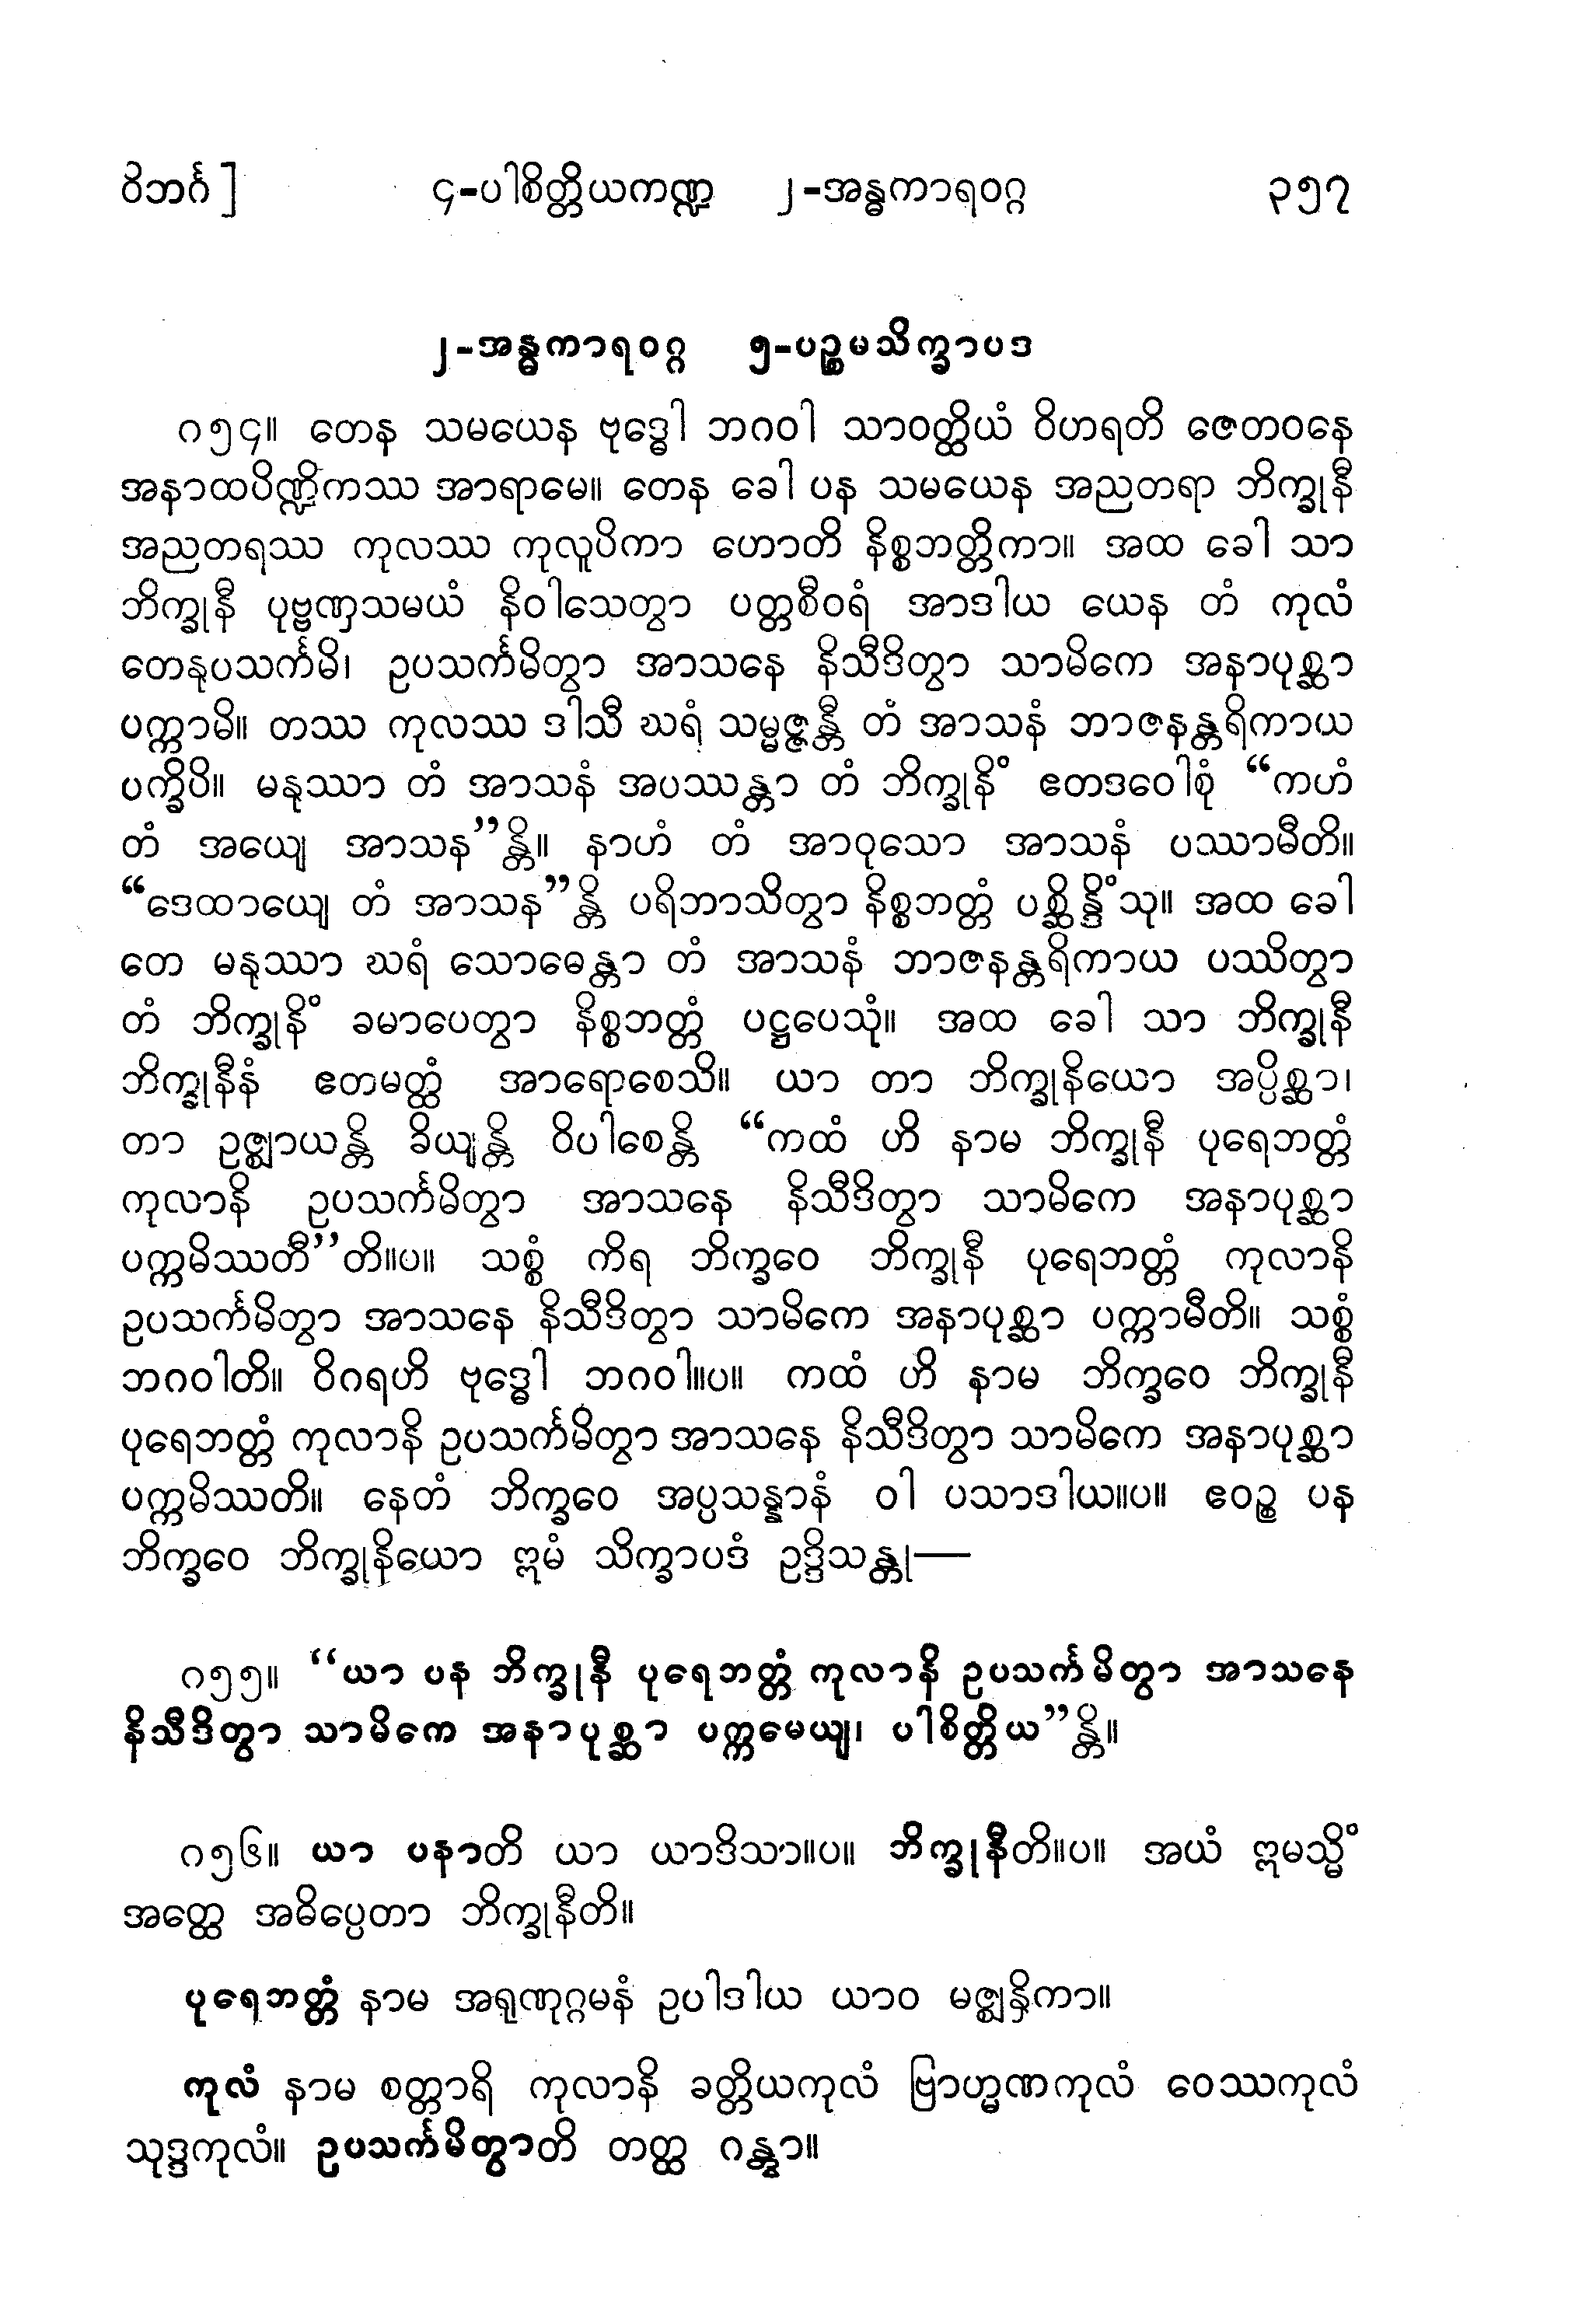 ဝိဘင်္ဂ] ၄-ပါစိတ္တိယကဏ္ဍ ၂-အန္ဓကာရဝဂ္ဂ ၃၅၇
၂-အန္ဓကာရဝဂ္ဂ ၅-ပဉ္စမသိက္ခာပဒ
ဂ၅၄။ တေန သမယေန ဗုဒ္ဓေါ ဘဂဝါ သာဝတ္ထိယံ ဝိဟရတိ ဇေတဝနေ
အနာထပိဏ္ဍိကဿ အာရာမေ။ တေန ခေါ ပန သမယေန အညတရာ ဘိက္ခုနီ
အညတရဿ ကုလဿ ကုလူပိကာ ဟောတိ နိစ္စဘတ္တိကာ။ အထ ခေါ သာ
ဘိက္ခုနီ ပုဗ္ဗဏှသမယံ နိဝါသေတွာ ပတ္တစီဝရံ အာဒါယ ယေန တံ ကုလံ
တေနုပသင်္ကမိ၊ ဥပသင်္ကမိတွာ အာသနေ နိသီဒိတွာ သာမိကေ အနာပုစ္ဆာ
ပက္ကာမိ။ တဿ ကုလဿ ဒါသီ ဃရံ သမ္မဇ္ဇန္တီ တံ အာသနံ ဘာဇနန္တရိကာယ
ပက္ခိပိ။ မနုဿာ တံ အာသနံ အပဿန္တာ တံ ဘိက္ခုနိံ ဧတဒဝေါစုံ “ကဟံ
တံ အယျေ အာသန”န္တိ။ နာဟံ တံ အာဝုသော အာသနံ ပဿာမီတိ။
“ဒေထာယျေ တံ အာသန”န္တိ ပရိဘာသိတွာ နိစ္စဘတ္တံ ပစ္ဆိန္ဒိံသု။ အထ ခေါ
တေ မနုဿာ ဃရံ သောဓေန္တာ တံ အာသနံ ဘာဇနန္တရိကာယ ပဿိတွာ
တံ ဘိက္ခုနိံ ခမာပေတွာ နိစ္စဘတ္တံ ပဋ္ဌပေသုံ။ အထ ခေါ သာ ဘိက္ခုနီ
ဘိက္ခုနီနံ ဧတမတ္ထံ အာရောစေသိ။ ယာ တာ ဘိက္ခုနိယော အပ္ပိစ္ဆာ၊
တာ ဥဇ္ဈာယန္တိ ခိယျန္တိ ဝိပါစေန္တိ “ကထံ ဟိ နာမ ဘိက္ခုနီ ပုရေဘတ္တံ
ကုလာနိ ဥပသင်္ကမိတွာ အာသနေ နိသီဒိတွာ သာမိကေ အနာပုစ္ဆာ
ပက္ကမိဿတီ”တိ။ပ။ သစ္စံ ကိရ ဘိက္ခဝေ ဘိက္ခုနီ ပုရေဘတ္တံ ကုလာနိ
ဥပသင်္ကမိတွာ အာသနေ နိသီဒိတွာ သာမိကေ အနာပုစ္ဆာ ပက္ကာမီတိ။ သစ္စံ
ဘဂဝါတိ။ ဝိဂရဟိ ဗုဒ္ဓေါ ဘဂဝါ။ပ။ ကထံ ဟိ နာမ ဘိက္ခဝေ ဘိက္ခုနီ
ပုရေဘတ္တံ ကုလာနိ ဥပသင်္ကမိတွာ အာသနေ နိသီဒိတွာ သာမိကေ အနာပုစ္ဆာ
ပက္ကမိဿတိ။ နေတံ ဘိက္ခဝေ အပ္ပသန္နာနံ ဝါ ပသာဒါယ။ပ။ ဧဝဉ္စ ပန
ဘိက္ခဝေ ဘိက္ခုနိယော ဣမံ သိက္ခာပဒံ ဥဒ္ဒိသန္တု—
ဂ၅၅။ “ယာ ပန ဘိက္ခုနီ ပုရေဘတ္တံ ကုလာနိ ဥပသင်္ကမိတွာ အာသနေ
နိသီဒိတွာ သာမိကေ အနာပုစ္ဆာ ပက္ကမေယျ၊ ပါစိတ္တိယ”န္တိ။
ဂ၅၆။ ယာ ပနာတိ ယာ ယာဒိသာ။ပ။ ဘိက္ခုနီတိ။ပ။ အယံ ဣမသ္မိံ
အတ္ထေ အဓိပ္ပေတာ ဘိက္ခုနီတိ။
ပုရေဘတ္တံ နာမ အရုဏုဂ္ဂမနံ ဥပါဒါယ ယာဝ မဇ္ဈန္နိကာ။
ကုလံ နာမ စတ္တာရိ ကုလာနိ ခတ္တိယကုလံ ဗြာဟ္မဏကုလံ ဝေဿကုလံ
သုဒ္ဒကုလံ။ ဥပသင်္ကမိတွာတိ တတ္ထ ဂန္တွာ။